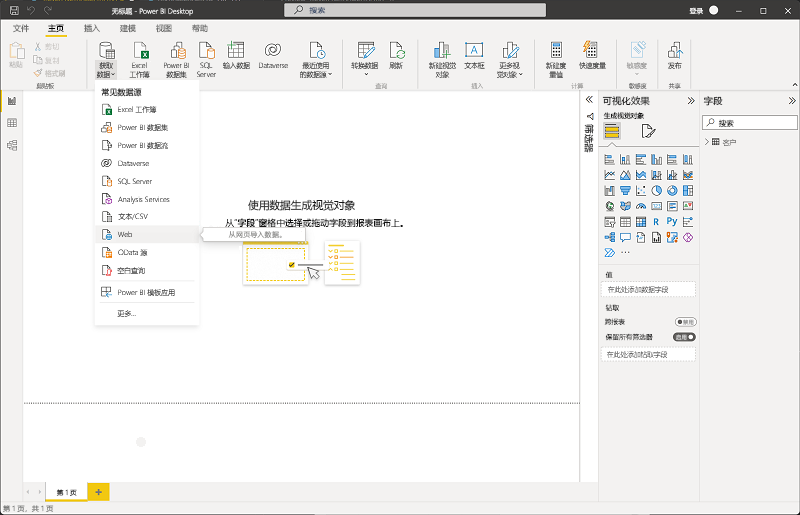 无标题 - Power BI Desktop
搜索
登录
文件
主页
插入
建模
视图
帮助
粘贴
剪切
复制
格式刷
剪贴板
获取
数据
Excel
工作簿
Power BI
数据集
SQL
Server
输入数据
Dataverse
最近使用
的数据源
转换数据
刷新
查询
新建视觉
对象
文本框
更多视
觉对象
插入
新建度
量值
快速度量
计算
敏感度
敏感度
发布
共享
常见数据源
Excel 工作簿
Power BI 数据集
Power BI 数据流
Dataverse
SQL Server
Analysis Services
文本/CSV
Web
OData 源
空白查询
Power BI 模板应用
更多...
从网页导入数据。
使用数据生成视觉对象
从“字段”窗格中选择或拖动字段到报表画布上。
筛选器
可视化效果
生成视觉对象
值
在此处添加数据字段
钻取
跨报表
禁用
保留所有筛选器
启用
在此处添加钻取字段
字段
搜索
客户
第 1 页
第 1 页，共 1 页